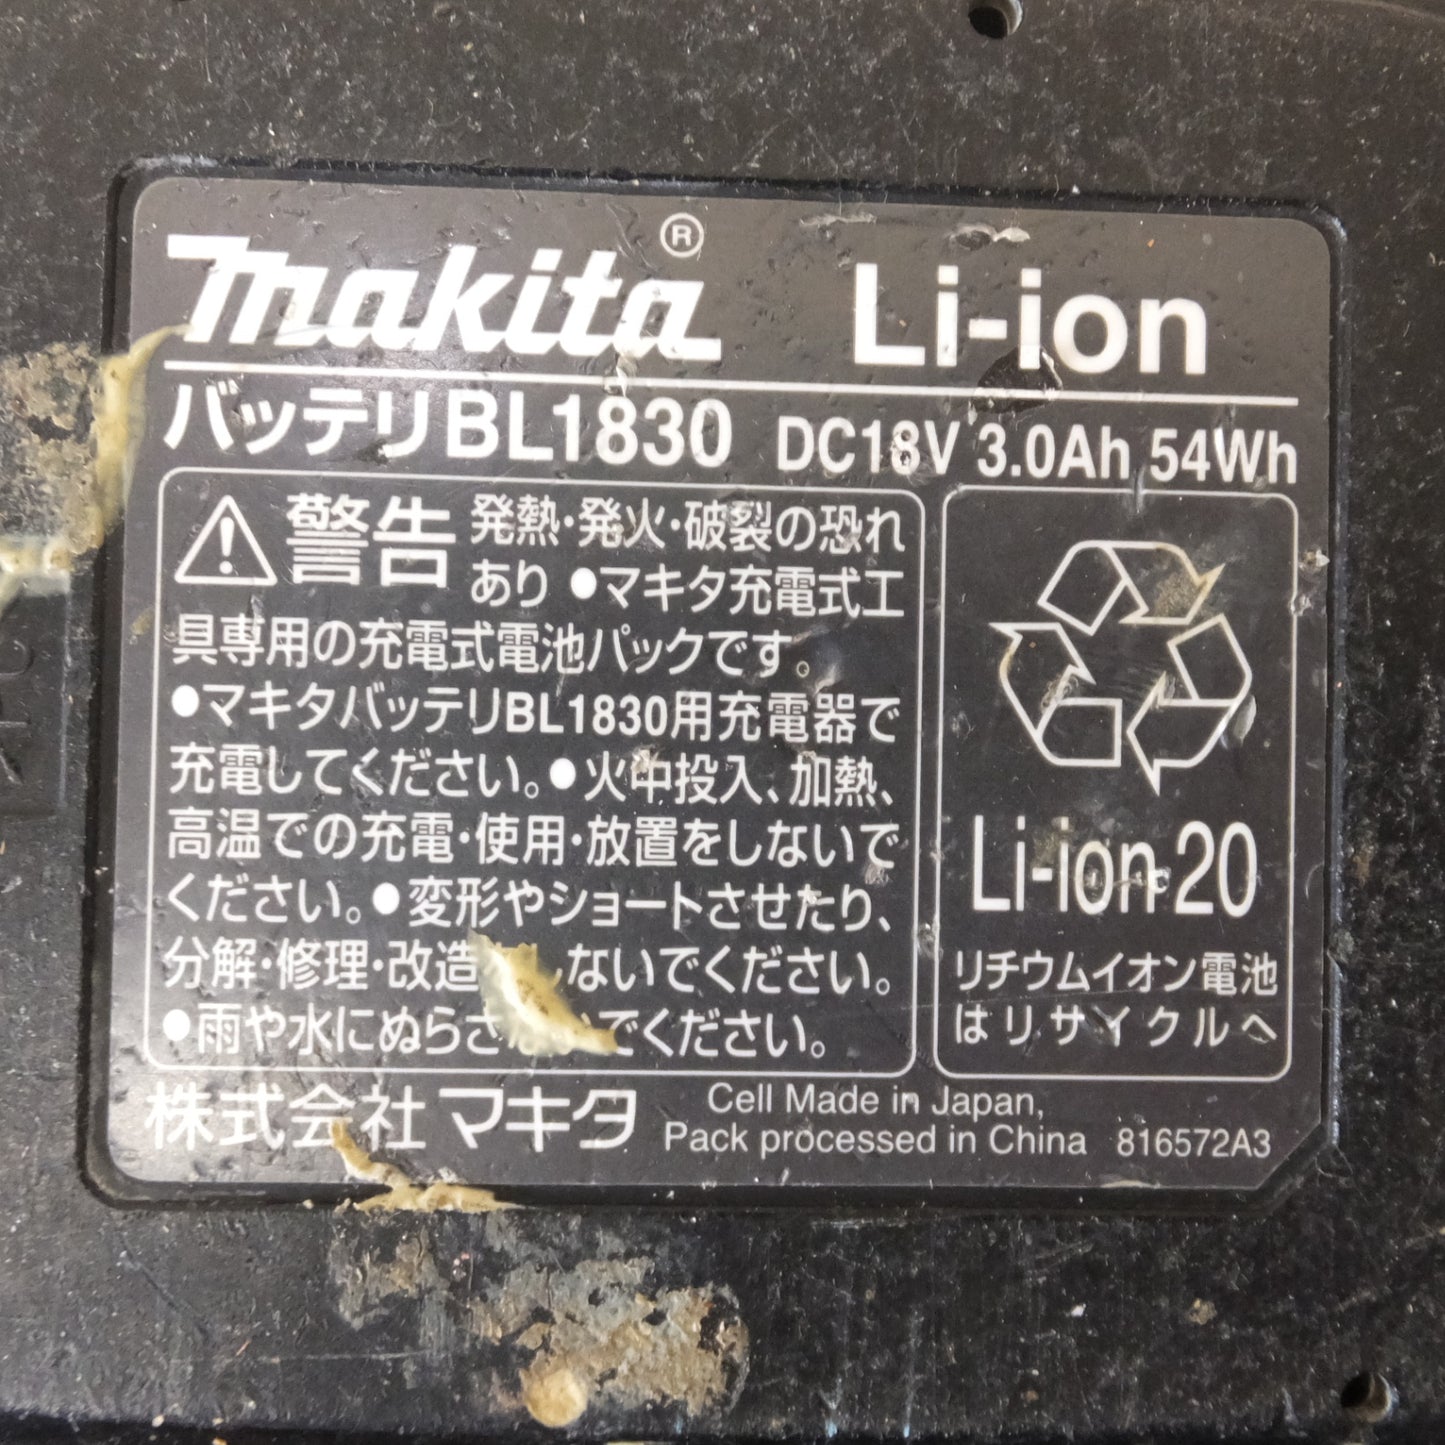 makita® Li-ion
バッテリBL1830 DC18V 3.0Ah 54Wh
警告 発熱・発火・破裂の恐れ
あり ●マキタ充電式工
具専用の充電式電池パックです。
●マキタバッテリBL1830用充電器で
充電してください。●火中投入、加熱、
高温での充電・使用・放置をしないで
ください。●変形やショートさせたり、
分解・修理・改造 しないでください。
●雨や水にぬらさ でください。
Li-ion 20
リチウムイオン電池
はリサイクルへ
株式会社マキタ
Cell Made in Japan,
Pack processed in China 816572A3